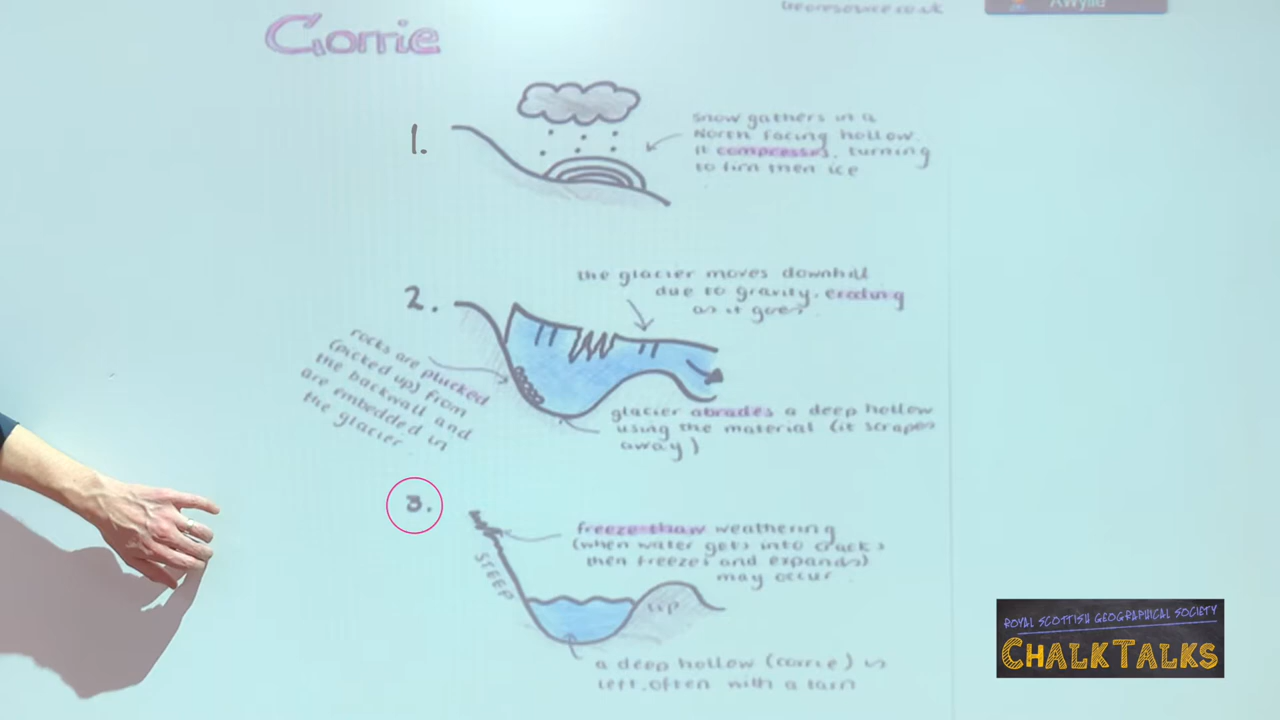 Corrie
AWyllie
1.
Snow gathers in a
North facing hollow.
it compresses, turning
to firn then ice
the glacier moves downhill
2.
due to gravity, eroding
as it goes
rocks are plucked
(picked up) from
the backwall and
are embedded in
the glacier
glacier abrades a deep hollow
using the material (it scrapes
away)
3.
freeze-thaw weathering
(when water gets into cracks
then freezes and expands)
may occur
STEEP
lip
a deep hollow (corrie) is
left, often with a tarn
ROYAL SCOTTISH GEOGRAPHICAL SOCIETY
CHALKTALKS